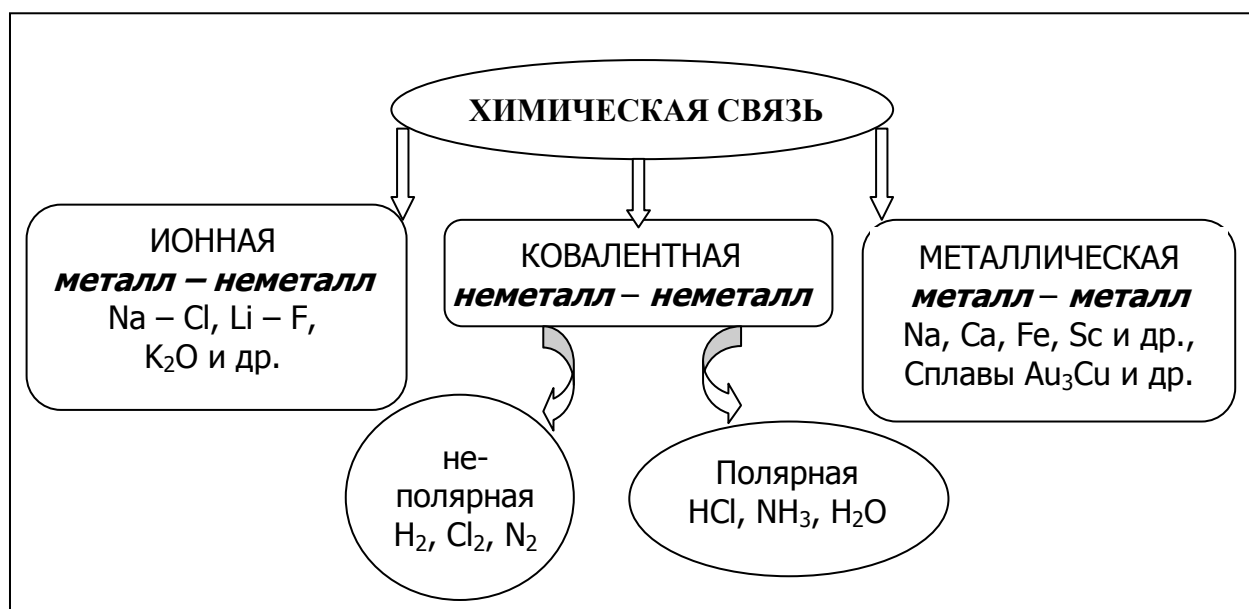 ХИМИЧЕСКАЯ СВЯЗЬ
ИОННАЯ
металл – неметалл
Na – Cl, Li – F,
K₂O и др.
КОВАЛЕНТНАЯ
неметалл – неметалл
МЕТАЛЛИЧЕСКАЯ
металл – металл
Na, Ca, Fe, Sc и др.,
Сплавы Au₃Cu и др.
не-
полярная
H₂, Cl₂, N₂
Полярная
HCl, NH₃, H₂O